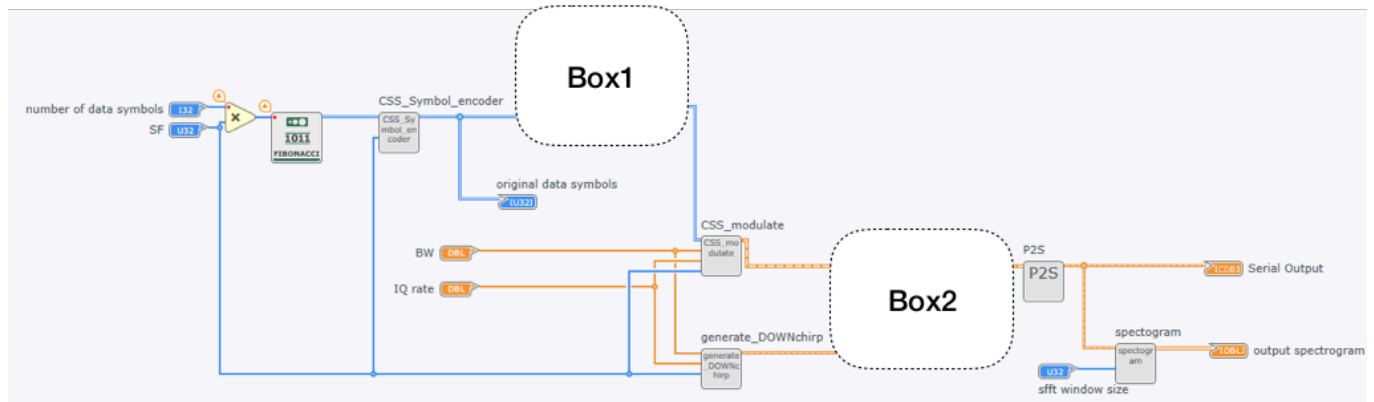 Box1
CSS_Symbol_encoder
number of data symbols
I32
×
CSS_Sy
mbol_en
coder
SF
U32
1011
FIBONACCI
original data symbols
[U32]
CSS_modulate
BW
DBL
CSS_mo
dulate
P2S
P2S
Serial Output
[CDB]
IQ rate
DBL
Box2
generate_DOWNchirp
spectogram
generate
_DOWNc
hirp
spectogr
am
[DBL]
output spectrogram
U32
sfft window size